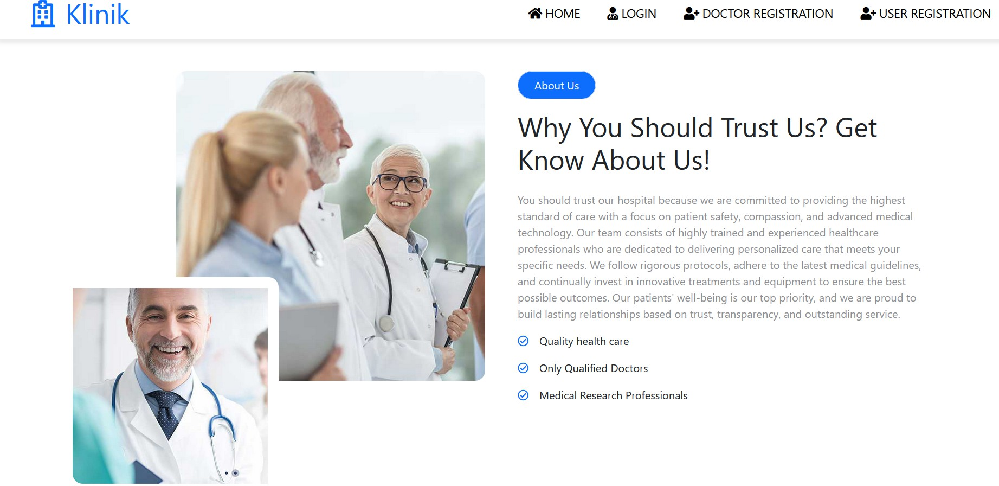 Klinik
HOME
LOGIN
DOCTOR REGISTRATION
USER REGISTRATION
About Us
Why You Should Trust Us? Get
Know About Us!
You should trust our hospital because we are committed to providing the highest
standard of care with a focus on patient safety, compassion, and advanced medical
technology. Our team consists of highly trained and experienced healthcare
professionals who are dedicated to delivering personalized care that meets your
specific needs. We follow rigorous protocols, adhere to the latest medical guidelines,
and continually invest in innovative treatments and equipment to ensure the best
possible outcomes. Our patients' well-being is our top priority, and we are proud to
build lasting relationships based on trust, transparency, and outstanding service.
Quality health care
Only Qualified Doctors
Medical Research Professionals